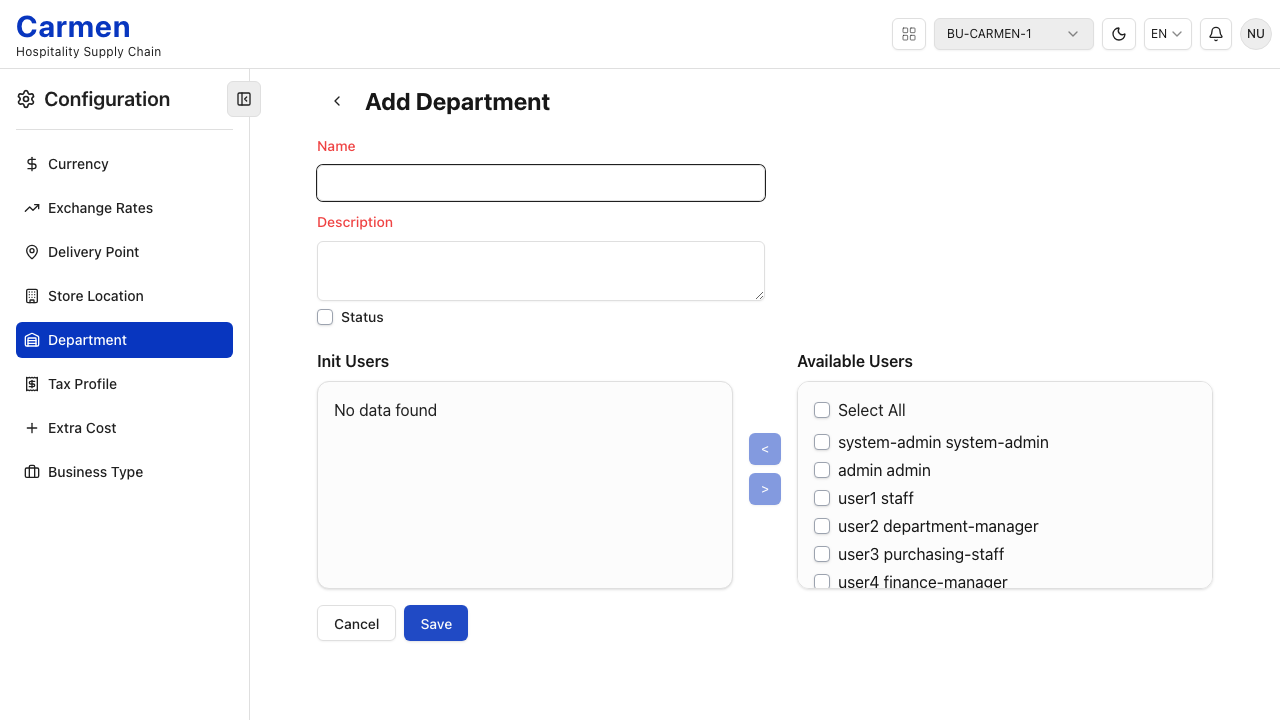 Carmen
Hospitality Supply Chain
BU-CARMEN-1
EN
NU
Configuration
Currency
Exchange Rates
Delivery Point
Store Location
Department
Tax Profile
Extra Cost
Business Type
Add Department
Name
Description
Status
Init Users
No data found
<
>
Available Users
Select All
system-admin system-admin
admin admin
user1 staff
user2 department-manager
user3 purchasing-staff
user4 finance-manager
Cancel
Save